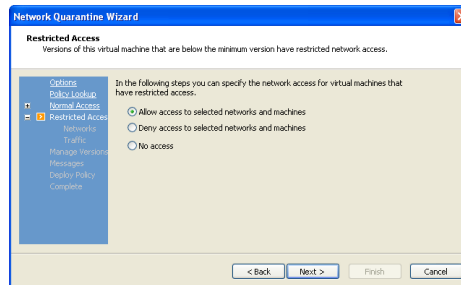 Network Quarantine Wizard
Restricted Access
Versions of this virtual machine that are below the minimum version have restricted network access.
Options
Policy Lookup
Normal Access
Restricted Acces
Networks
Traffic
Manage Versions
Messages
Deploy Policy
Complete
In the following steps you can specify the network access for virtual machines that
have restricted access.
Allow access to selected networks and machines
Deny access to selected networks and machines
No access
< Back
Next >
Finish
Cancel